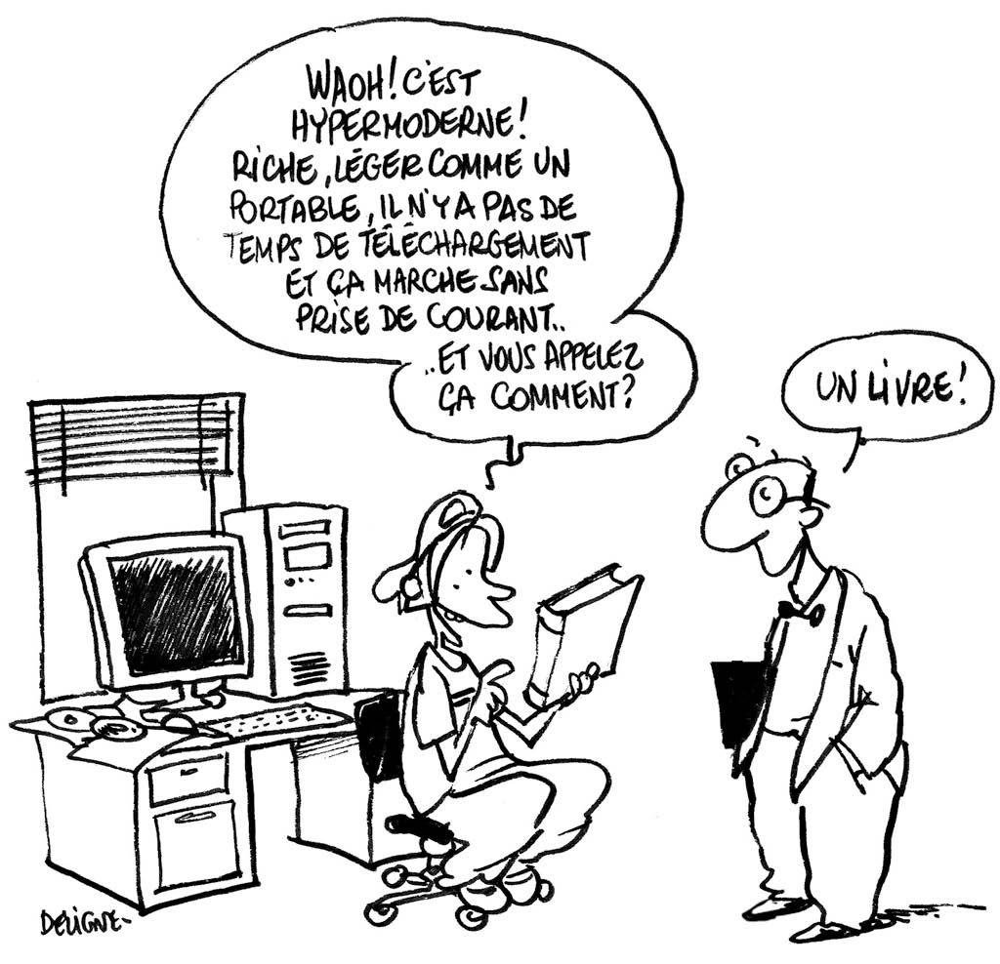 WAOH! C'EST
HYPERMODERNE!
RICHE, LÉGER COMME UN
PORTABLE, IL N'Y A PAS DE
TEMPS DE TÉLÉCHARGEMENT
ET ÇA MARCHE SANS
PRISE DE COURANT..
..ET VOUS APPELEZ
ÇA COMMENT?
UN LIVRE!
DELIGNE